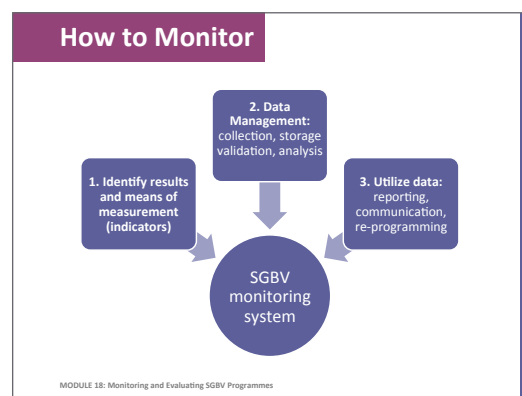 How to Monitor
1. Identify results
and means of
measurement
(indicators)
2. Data
Management:
collection, storage
validation, analysis
3. Utilize data:
reporting,
communication,
re-programming
SGBV
monitoring
system
MODULE 18: Monitoring and Evaluating SGBV Programmes